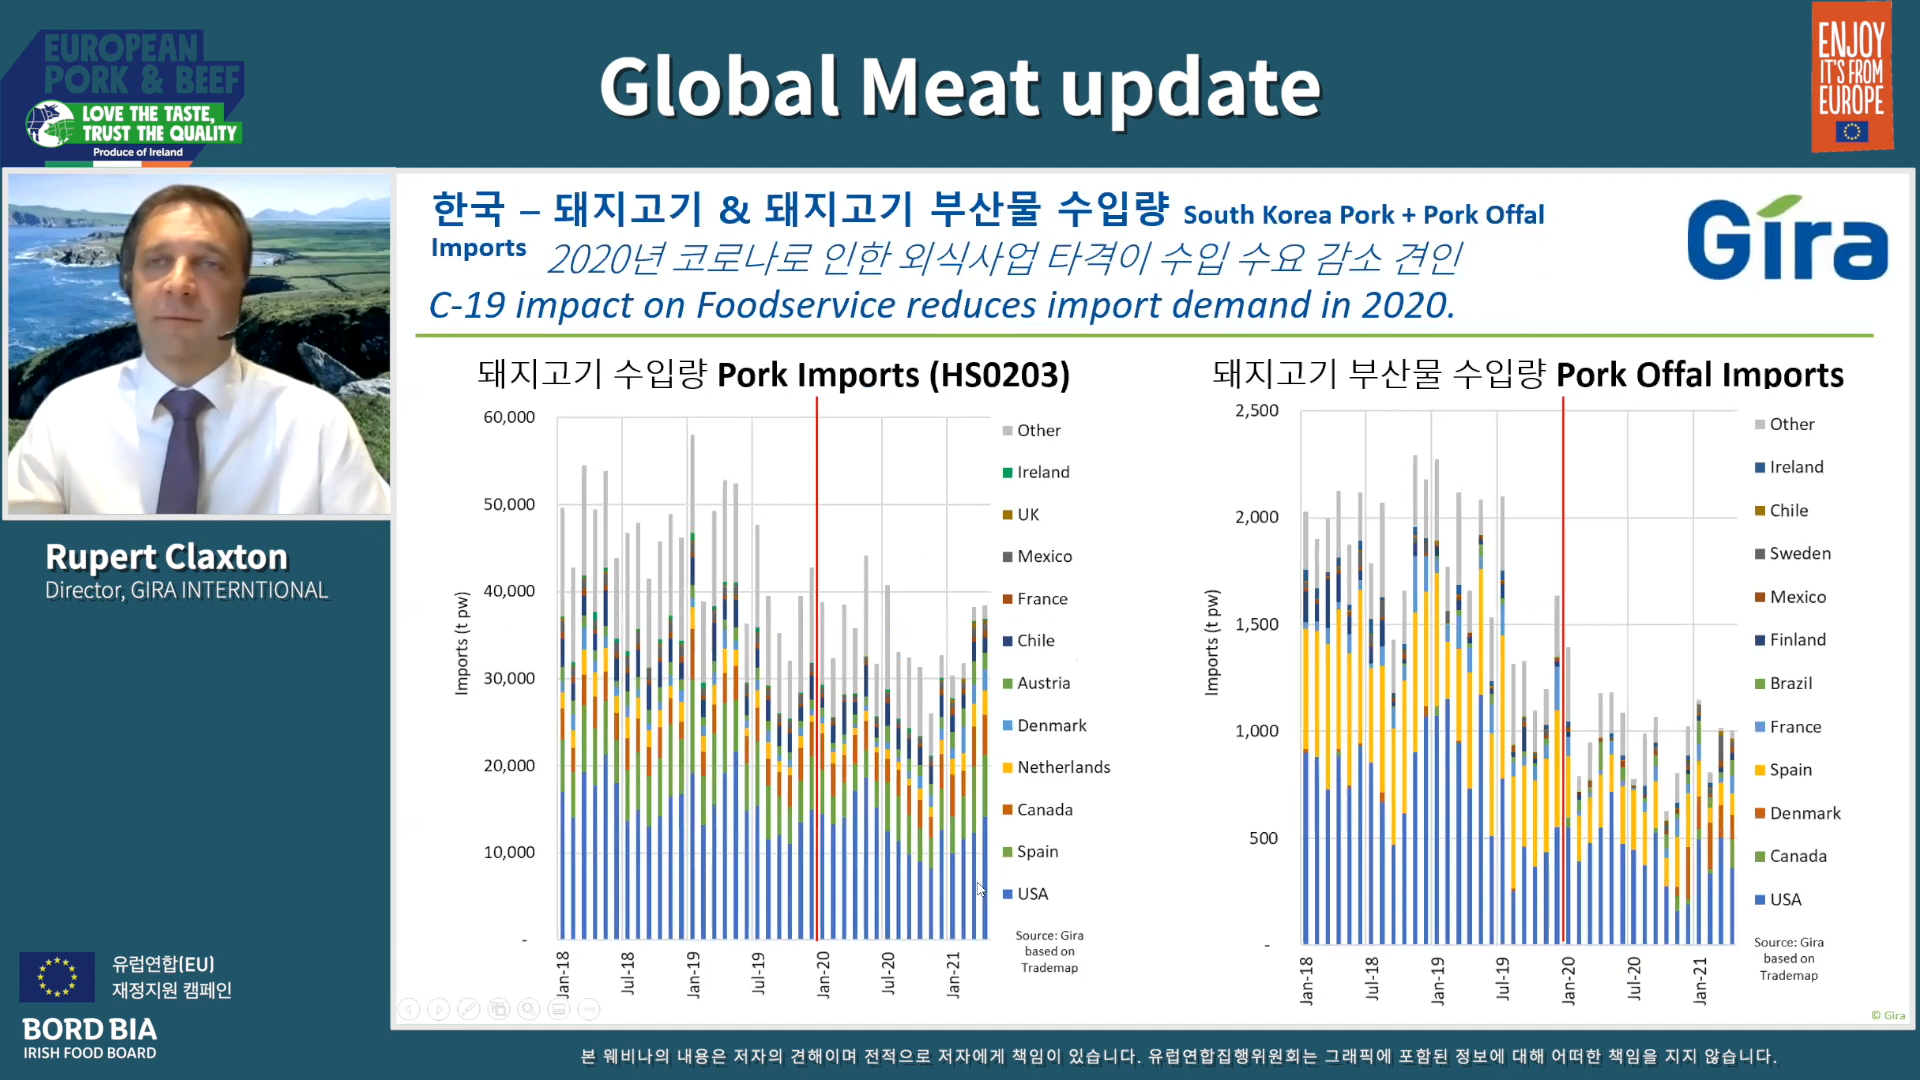 EUROPEAN
PORK & BEEF
LOVE THE TASTE,
TRUST THE QUALITY
Produce of Ireland
Global Meat update
ENJOY
IT'S FROM
EUROPE
한국 – 돼지고기 & 돼지고기 부산물 수입량 South Korea Pork + Pork Offal
Imports 2020년 코로나로 인한 외식사업 타격이 수입 수요 감소 견인
C-19 impact on Foodservice reduces import demand in 2020.
Gira
Rupert Claxton
Director, GIRA INTERNTIONAL
돼지고기 수입량 Pork Imports (HS0203)
Imports (t pw)
60,000
50,000
40,000
30,000
20,000
10,000
-
Jan-18
Jul-18
Jan-19
Jul-19
Jan-20
Jul-20
Jan-21
Other
Ireland
UK
Mexico
France
Chile
Austria
Denmark
Netherlands
Canada
Spain
USA
Source: Gira
based on
Trademap
돼지고기 부산물 수입량 Pork Offal Imports
Imports (t pw)
2,500
2,000
1,500
1,000
500
-
Jan-18
Jul-18
Jan-19
Jul-19
Jan-20
Jul-20
Jan-21
Other
Ireland
Chile
Sweden
Mexico
Finland
Brazil
France
Spain
Denmark
Canada
USA
Source: Gira
based on
Trademap
© Gira
유럽연합(EU)
재정지원 캠페인
BORD BIA
IRISH FOOD BOARD
본 웨비나의 내용은 저자의 견해이며 전적으로 저자에게 책임이 있습니다. 유럽연합집행위원회는 그래픽에 포함된 정보에 대해 어떠한 책임을 지지 않습니다.